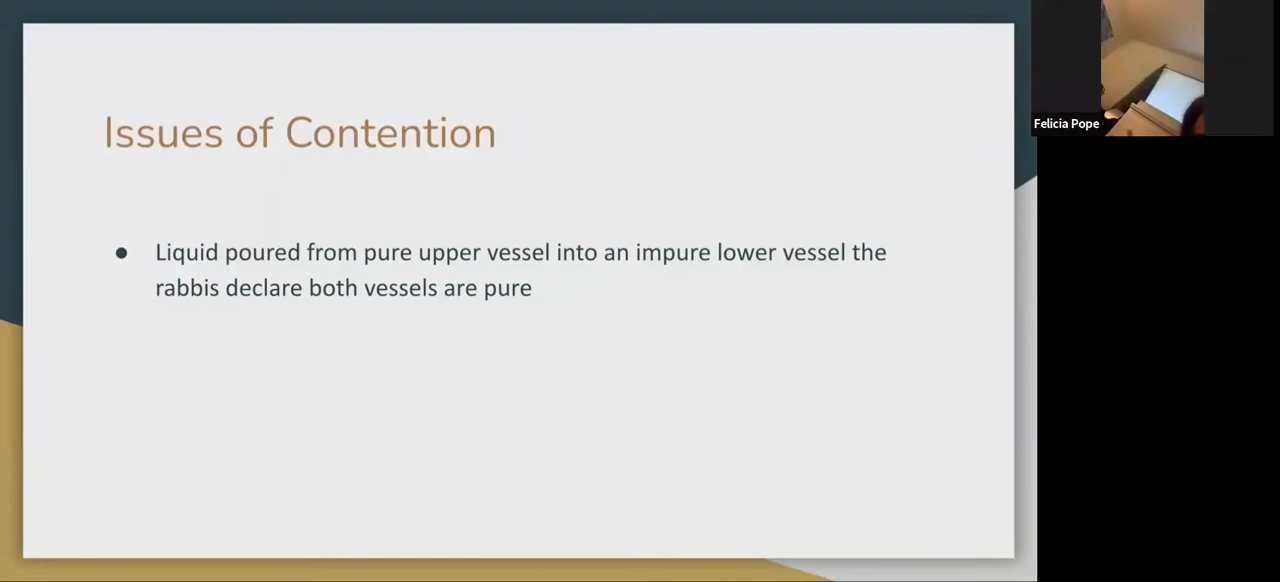 Issues of Contention
● Liquid poured from pure upper vessel into an impure lower vessel the
rabbis declare both vessels are pure
Felicia Pope